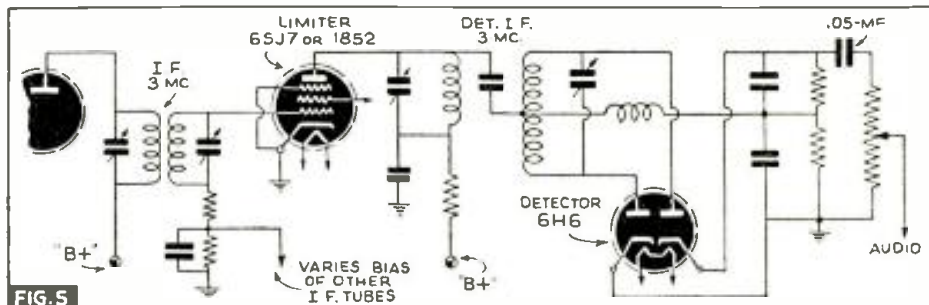 LIMITER
6SJ7 OR 1852
DET. I.F.
3 MC.
.05-MF.
I F.
3 MC
DETECTOR
6H6
"B+"
VARIES BIAS
OF OTHER
I F. TUBES
"B+"
AUDIO
FIG.5